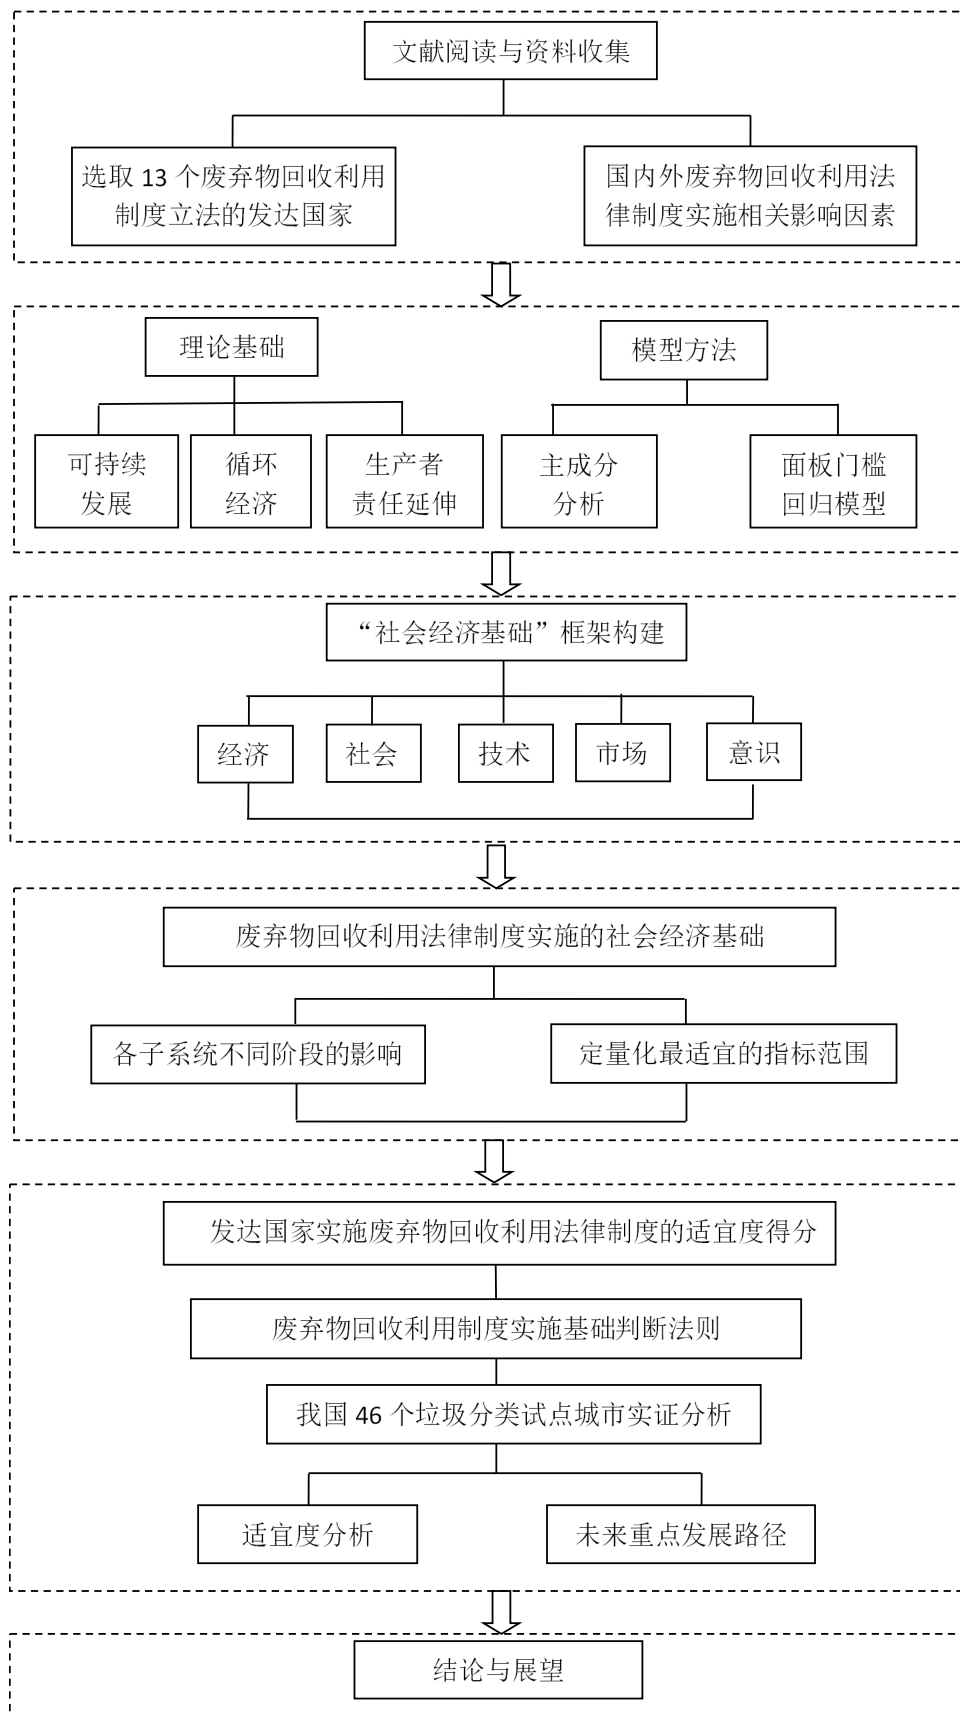 文献阅读与资料收集
选取 13 个废弃物回收利用
制度立法的发达国家
国内外废弃物回收利用法
律制度实施相关影响因素
理论基础
模型方法
可持续
发展
循环
经济
生产者
责任延伸
主成分
分析
面板门槛
回归模型
“社会经济基础”框架构建
经济
社会
技术
市场
意识
废弃物回收利用法律制度实施的社会经济基础
各子系统不同阶段的影响
定量化最适宜的指标范围
发达国家实施废弃物回收利用法律制度的适宜度得分
废弃物回收利用制度实施基础判断法则
我国 46 个垃圾分类试点城市实证分析
适宜度分析
未来重点发展路径
结论与展望